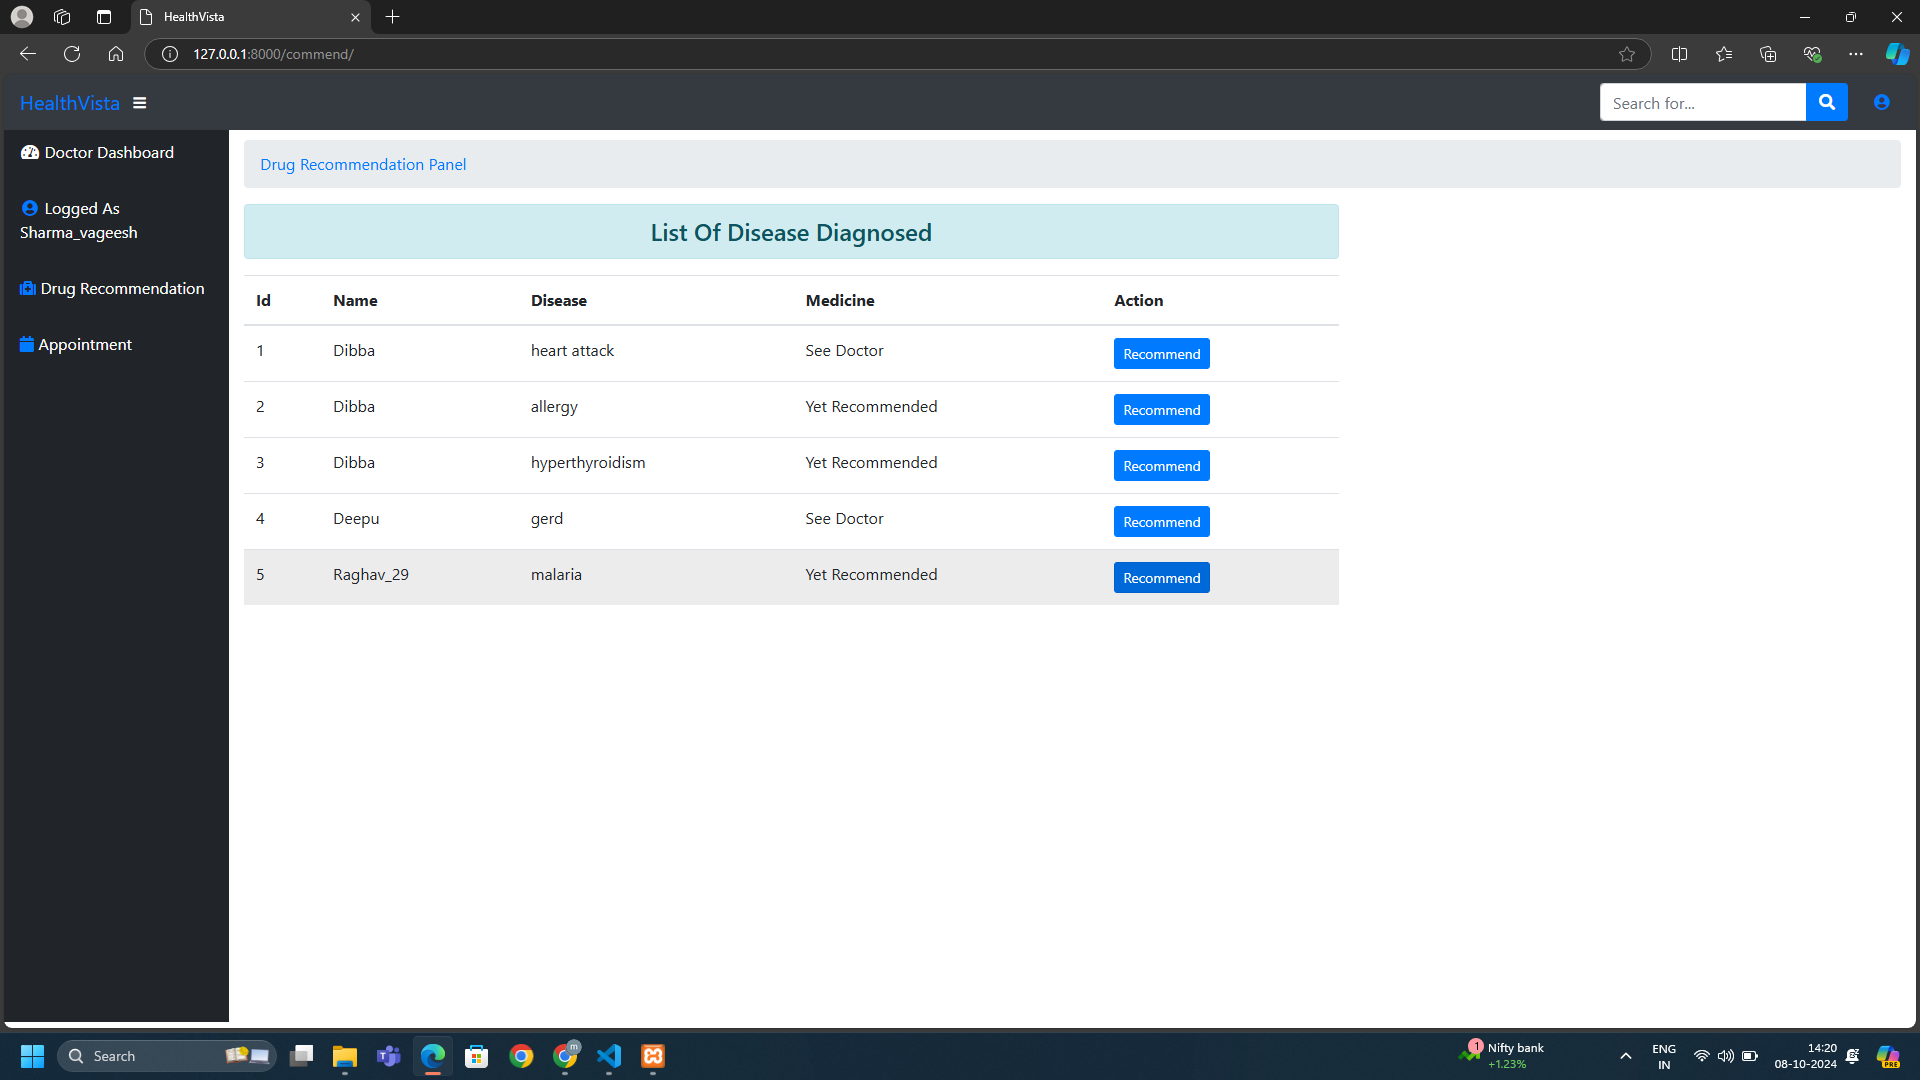 HealthVista
127.0.0.1:8000/commend/
HealthVista
Search for...
Doctor Dashboard
Logged As
Sharma_vageesh
Drug Recommendation
Appointment
Drug Recommendation Panel
List Of Disease Diagnosed
Id Name Disease Medicine Action
1 Dibba heart attack See Doctor Recommend
2 Dibba allergy Yet Recommended Recommend
3 Dibba hyperthyroidism Yet Recommended Recommend
4 Deepu gerd See Doctor Recommend
5 Raghav_29 malaria Yet Recommended Recommend
Search
m
1
Nifty bank
+1.23%
ENG
IN
14:20
08-10-2024
PRE